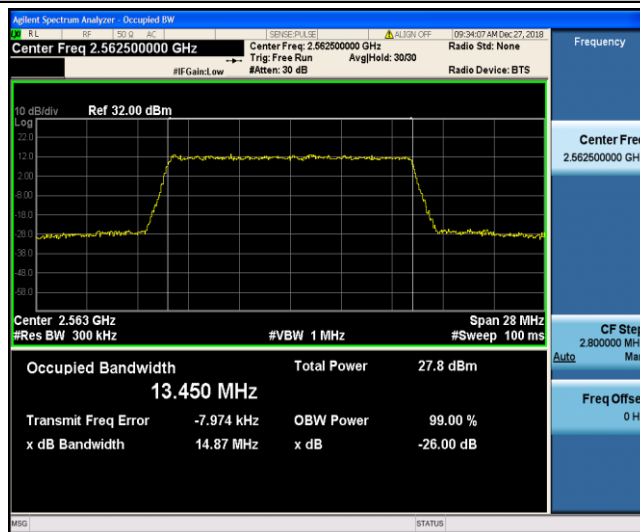 Agilent Spectrum Analyzer - Occupied BW
RL RF 50 Ω AC SENSE:PULSE ALIGN OFF 09:34:07 AM Dec 27, 2018
Center Freq 2.562500000 GHz Center Freq: 2.562500000 GHz Radio Std: None Frequency
Trig: Free Run Avg|Hold: 30/30
#IFGain:Low #Atten: 30 dB Radio Device: BTS
10 dB/div Ref 32.00 dBm
Log
22.0
12.0
2.00
-8.00
-18.0
-28.0
-38.0
-48.0
-58.0
Center Fre
2.562500000 GH
Center 2.563 GHz Span 28 MHz
#Res BW 300 kHz #VBW 1 MHz #Sweep 100 ms
CF Step
2.800000 MH
Auto Ma
Occupied Bandwidth Total Power 27.8 dBm
13.450 MHz
Transmit Freq Error -7.974 kHz OBW Power 99.00 %
x dB Bandwidth 14.87 MHz x dB -26.00 dB
Freq Offse
0 H
MSG STATUS